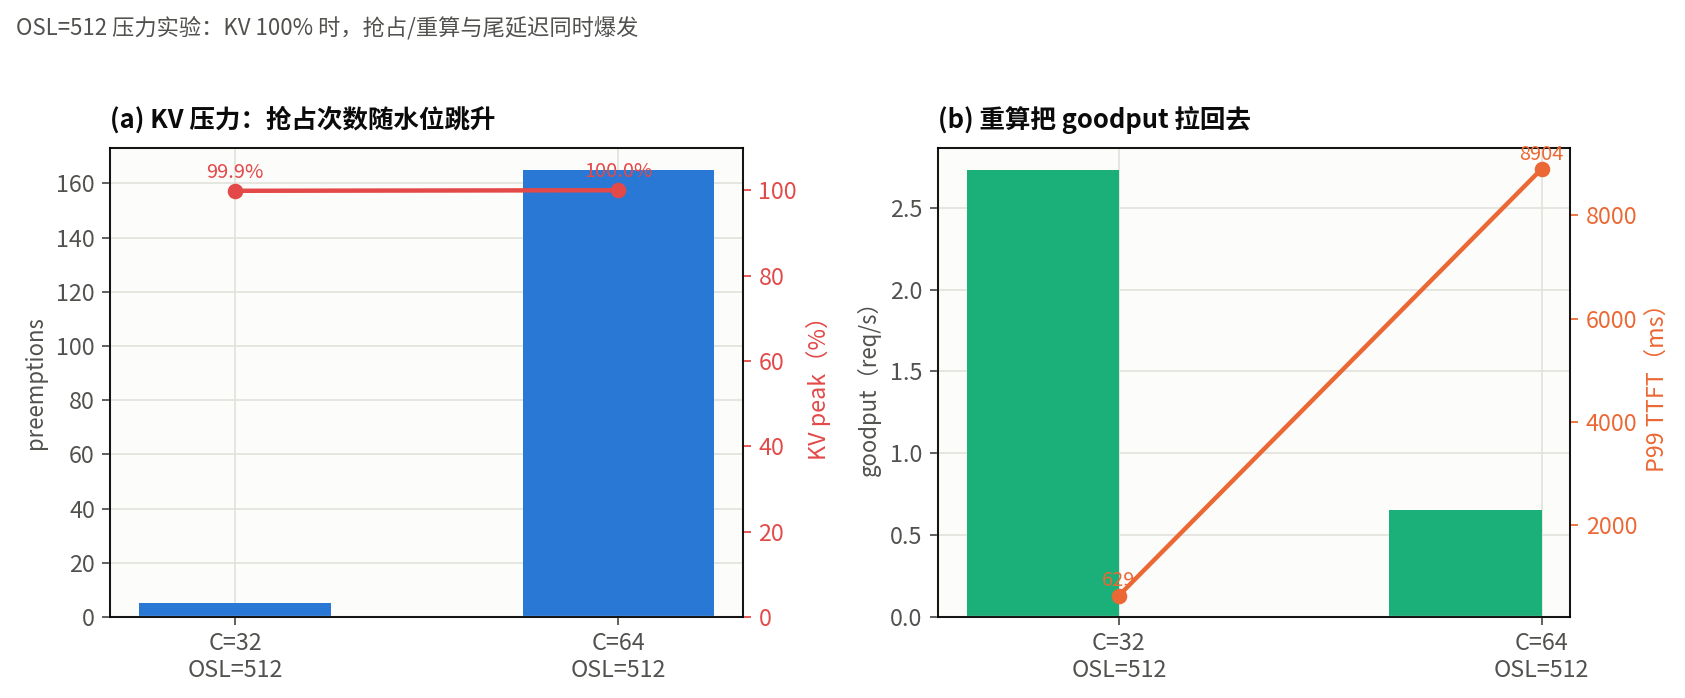 OSL=512 压力实验：KV 100% 时，抢占/重算与尾延迟同时爆发
(a) KV 压力：抢占次数随水位跳升
preemptions
160
140
120
100
80
60
40
20
0
99.9%
100.0%
100
80
60
40
20
0
KV peak（%）
C=32
OSL=512
C=64
OSL=512
(b) 重算把 goodput 拉回去
goodput（req/s）
2.5
2.0
1.5
1.0
0.5
0.0
629
8904
8000
6000
4000
2000
P99 TTFT（ms）
C=32
OSL=512
C=64
OSL=512